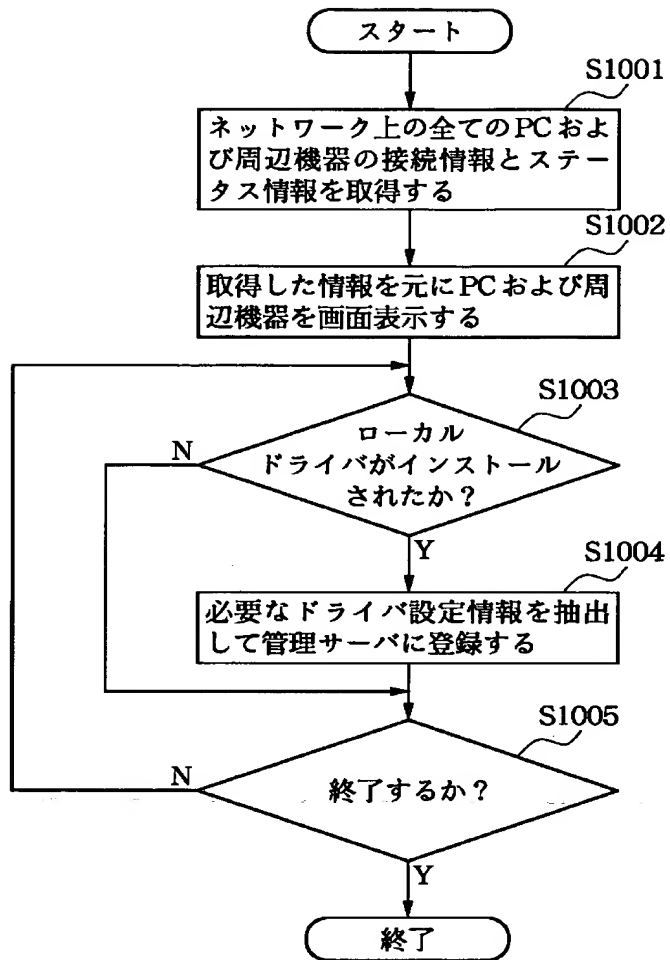 スタート
S1001
ネットワーク上の全てのPCおよ
び周辺機器の接続情報とステー
タス情報を取得する
S1002
取得した情報を元にPCおよび周
辺機器を画面表示する
S1003
ローカル
ドライバがインストール
されたか？
N
Y
S1004
必要なドライバ設定情報を抽出
して管理サーバに登録する
S1005
終了するか？
N
Y
終了